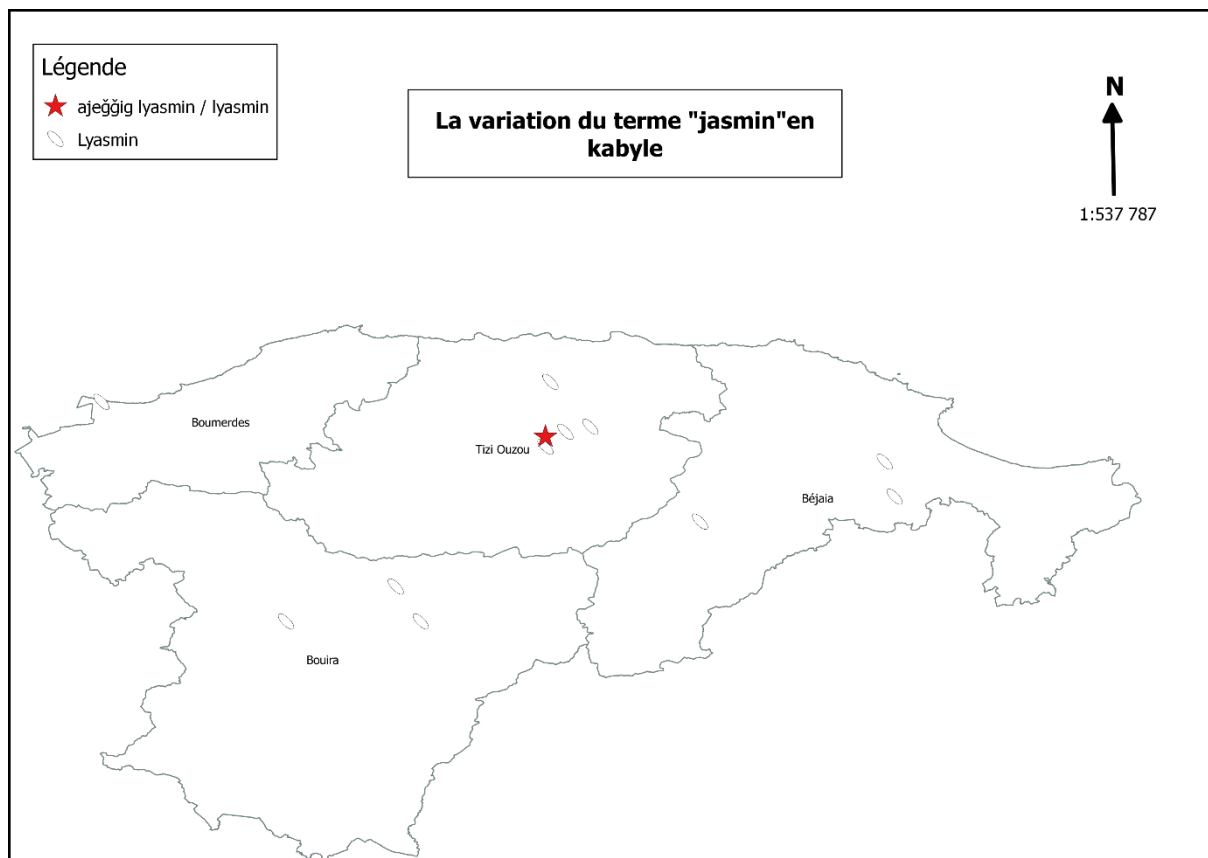 Légende
ajeǧǧig lyasmin / lyasmin
Lyasmin
La variation du terme "jasmin"en
kabyle
N
1:537 787
Boumerdes
Tizi Ouzou
Béjaia
Bouira